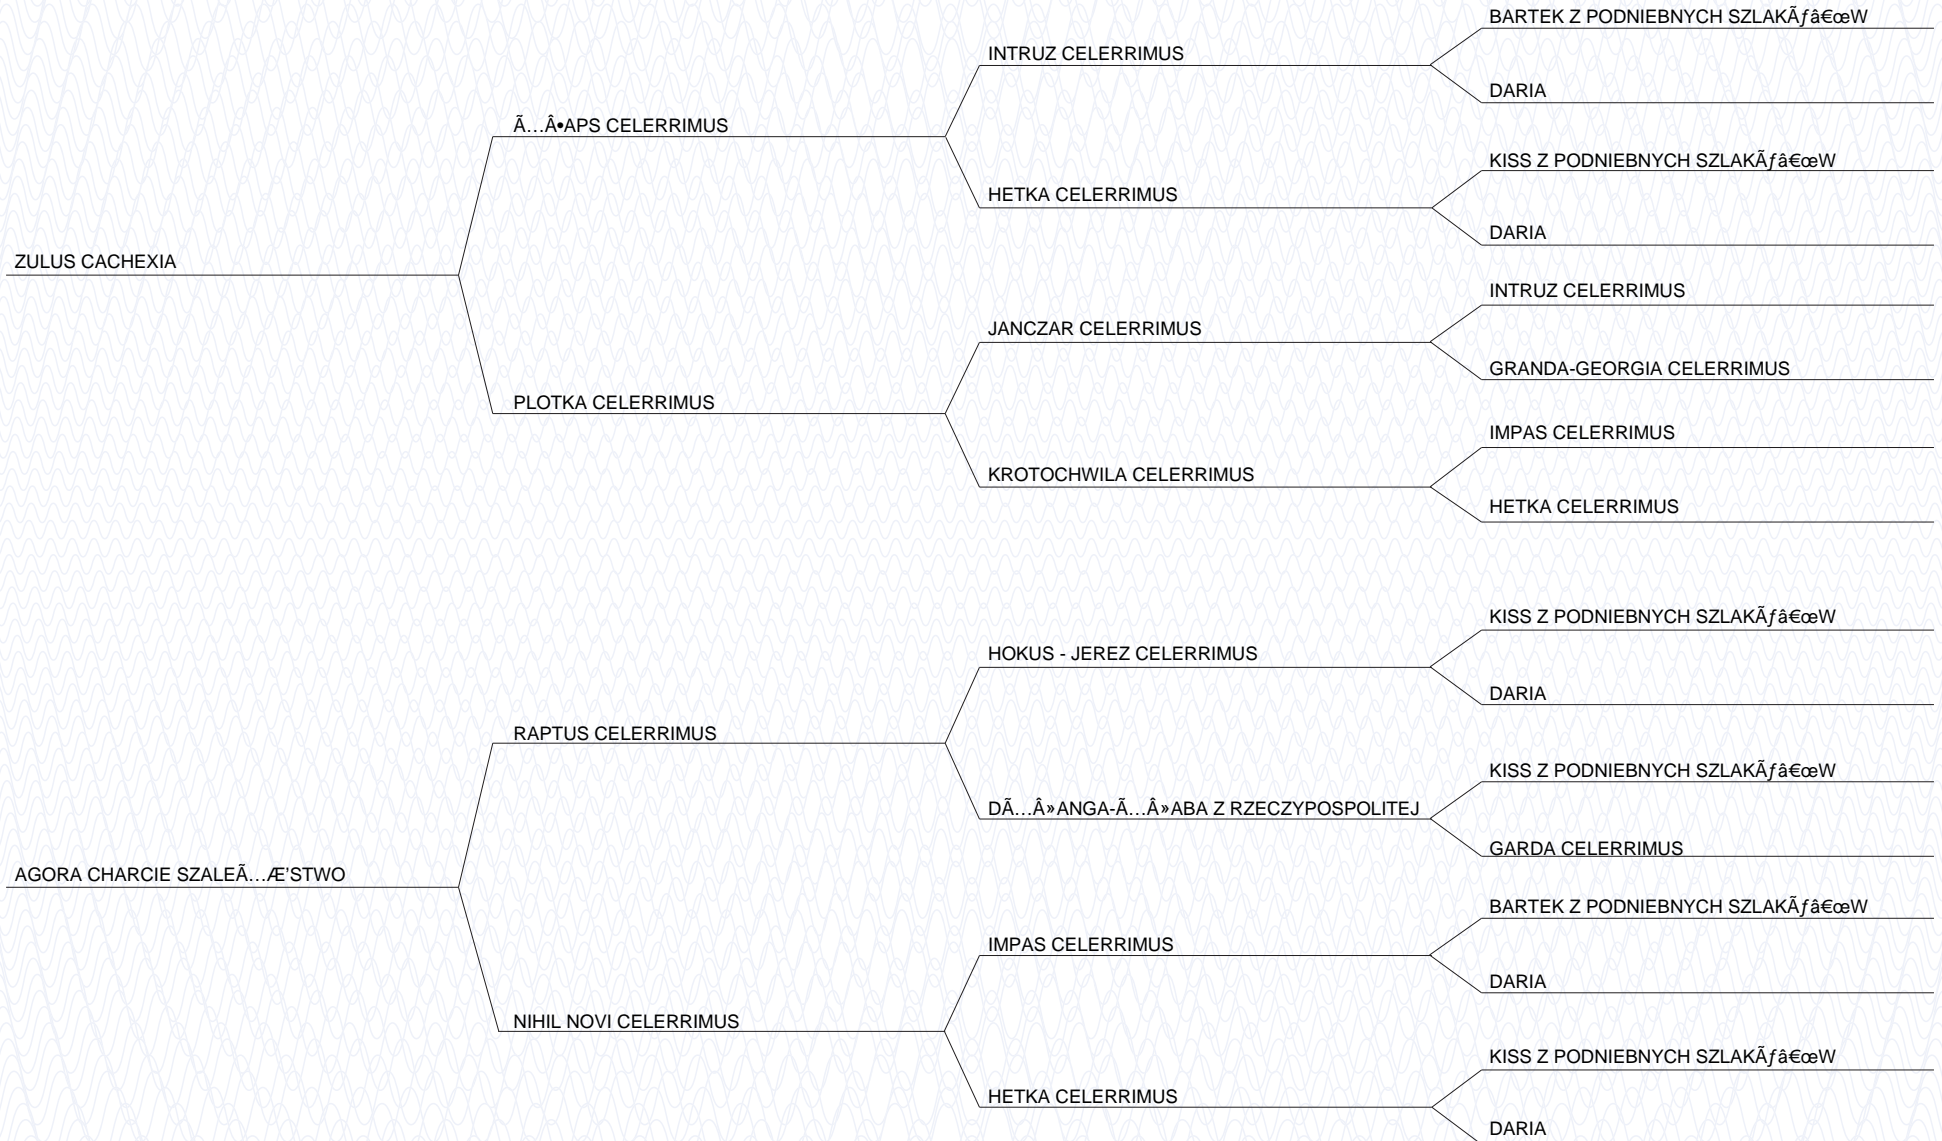 BARTEK Z PODNIEBNYCH SZLAKÃƒâ€œW
INTRUZ CELERRIMUS
DARIA
Ã…Â•APS CELERRIMUS
KISS Z PODNIEBNYCH SZLAKÃƒâ€œW
HETKA CELERRIMUS
DARIA
ZULUS CACHEXIA
INTRUZ CELERRIMUS
JANCZAR CELERRIMUS
GRANDA-GEORGIA CELERRIMUS
PLOTKA CELERRIMUS
IMPAS CELERRIMUS
KROTOCHWILA CELERRIMUS
HETKA CELERRIMUS
KISS Z PODNIEBNYCH SZLAKÃƒâ€œW
HOKUS - JEREZ CELERRIMUS
DARIA
RAPTUS CELERRIMUS
KISS Z PODNIEBNYCH SZLAKÃƒâ€œW
DÃ…Â»ANGA-Ã…Â»ABA Z RZECZYPOSPOLITEJ
GARDA CELERRIMUS
AGORA CHARCIE SZALEÃ…Æ'STWO
BARTEK Z PODNIEBNYCH SZLAKÃƒâ€œW
IMPAS CELERRIMUS
DARIA
NIHIL NOVI CELERRIMUS
KISS Z PODNIEBNYCH SZLAKÃƒâ€œW
HETKA CELERRIMUS
DARIA